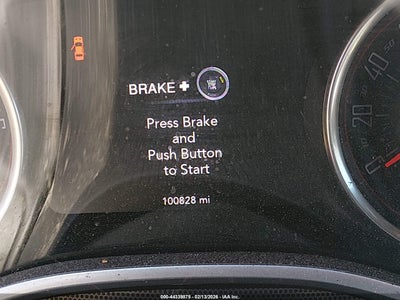 BRAKE +
Press Brake
and
Push Button
to Start
100828 mi
20
40
000-44339875 - 02/13/2026 - IAA Inc.